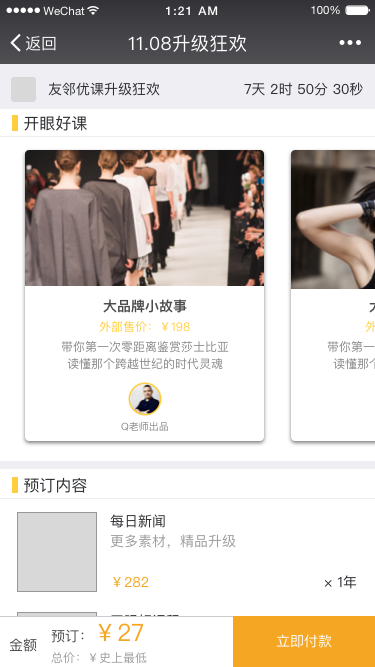 WeChat 1:21 AM 100%
返回 11.08升级狂欢
友邻优课升级狂欢 7天 2时 50分 30秒
开眼好课
大品牌小故事
外部售价：￥198
带你第一次零距离鉴赏莎士比亚
读懂那个跨越世纪的时代灵魂
Q老师出品
带你第一
读懂那个
预订内容
每日新闻
更多素材，精品升级
￥282 × 1年
金额 预订：￥27
总价：￥史上最低
立即付款